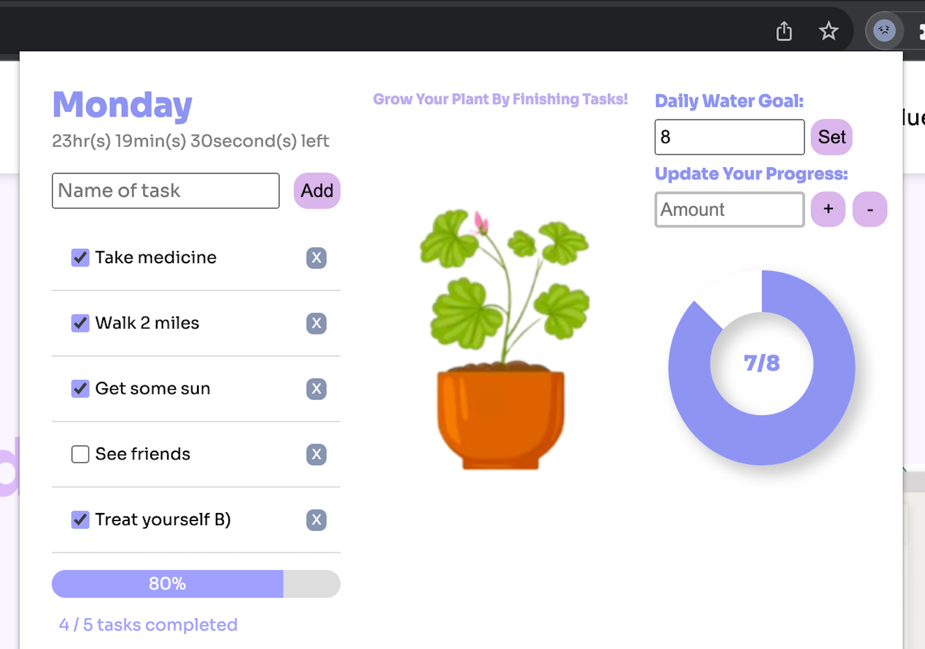 Monday
23hr(s) 19min(s) 30second(s) left
Name of task
Add
Take medicine
X
Walk 2 miles
X
Get some sun
X
See friends
X
Treat yourself B)
X
80%
4 / 5 tasks completed
Grow Your Plant By Finishing Tasks!
Daily Water Goal:
8
Set
Update Your Progress:
Amount
+
-
7/8